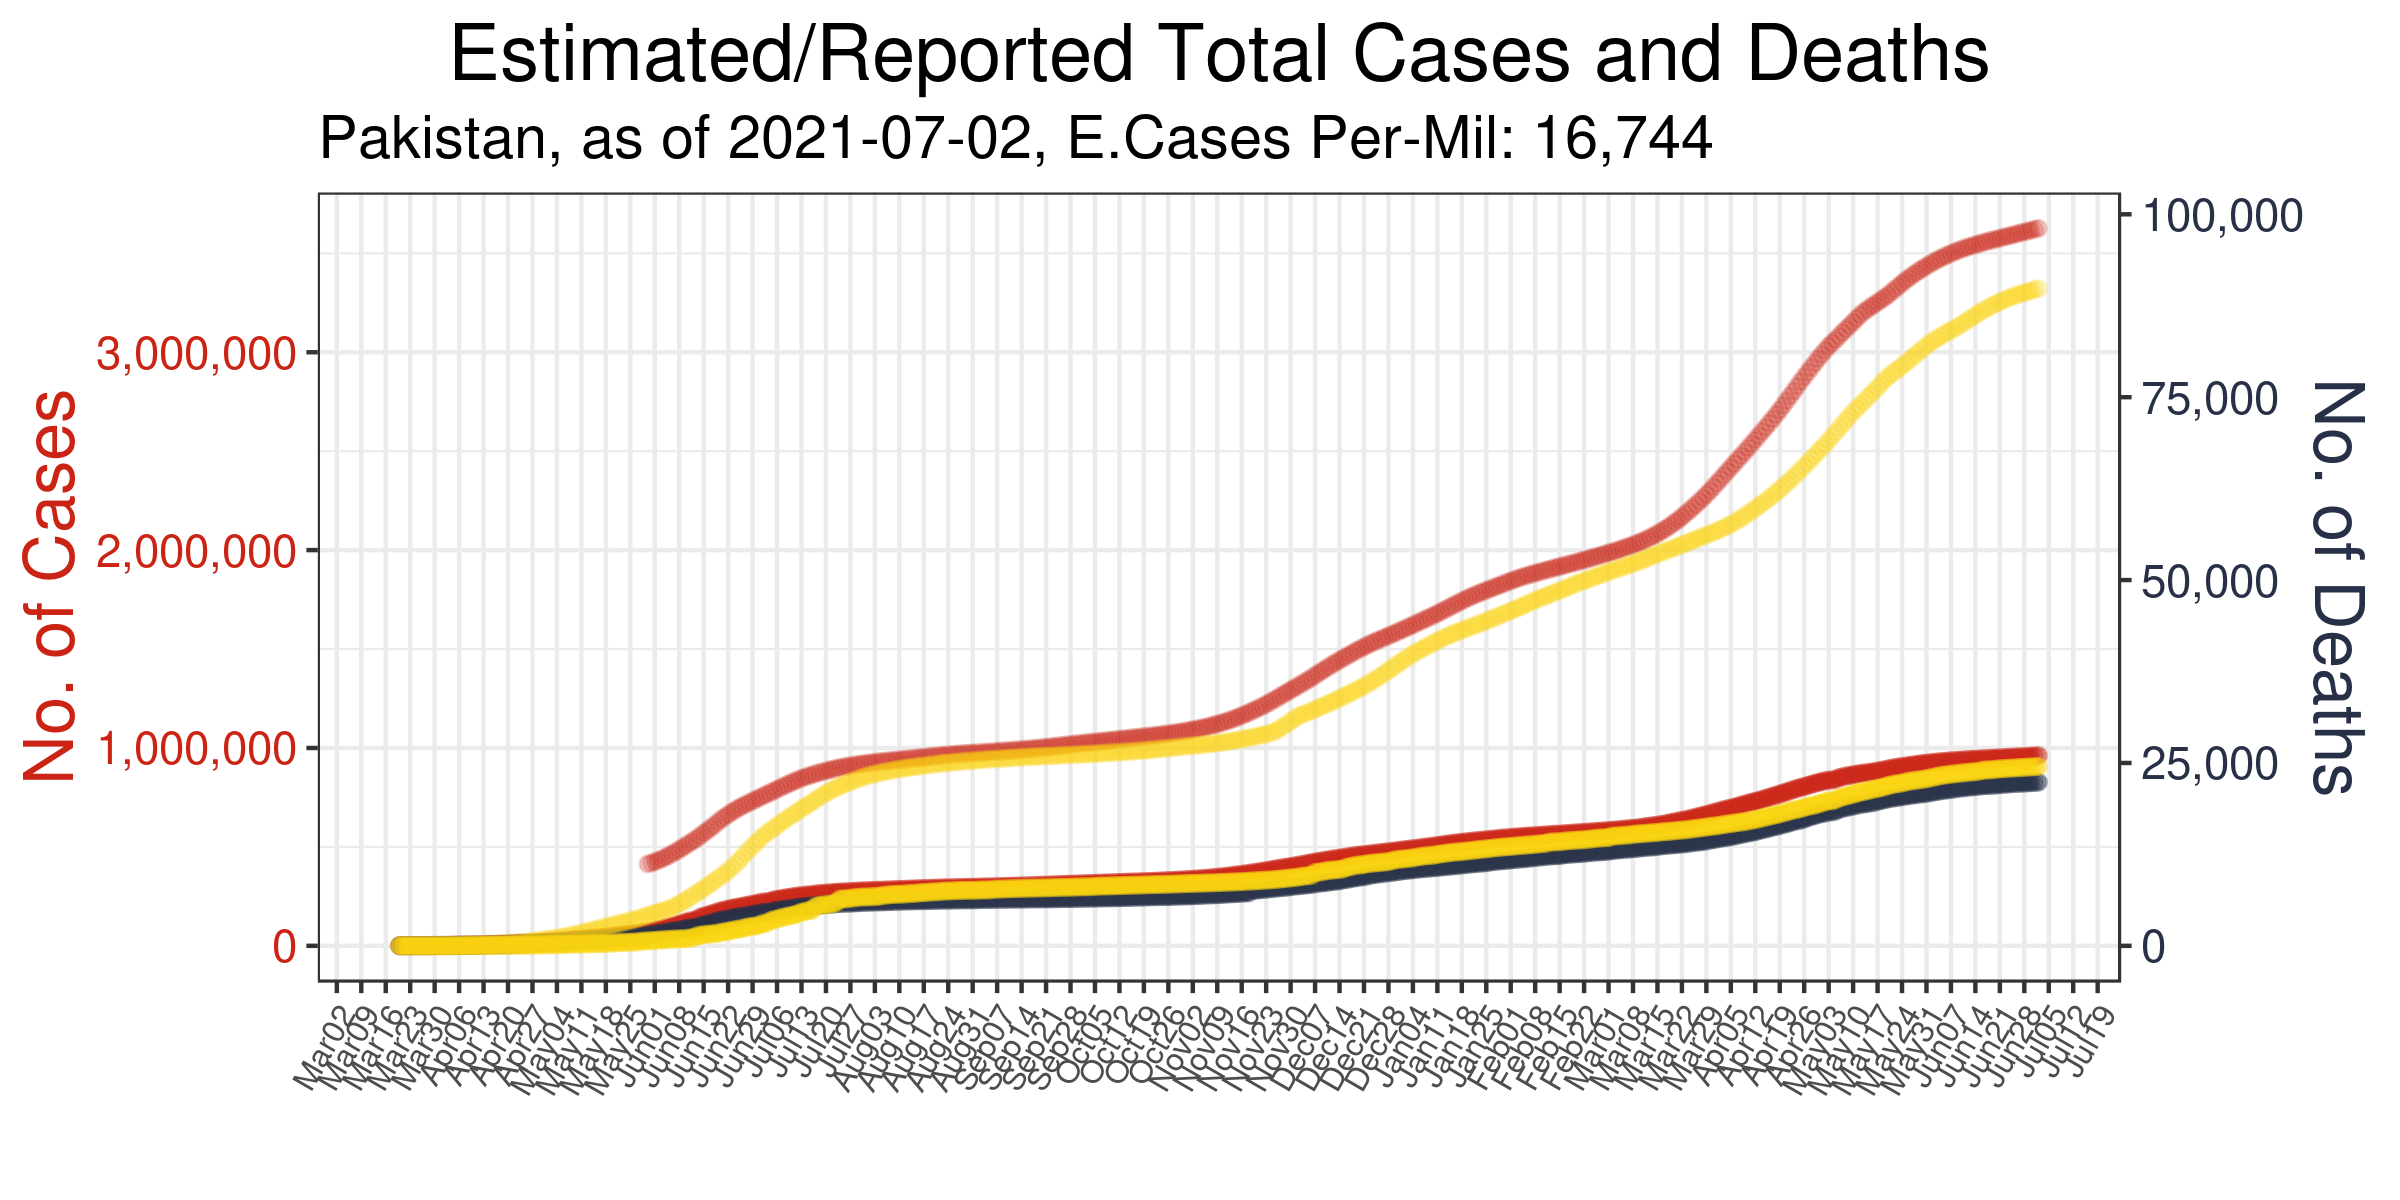 Estimated/Reported Total Cases and Deaths
Pakistan, as of 2021-07-02, E.Cases Per-Mil: 16,744
No. of Cases
3,000,000
2,000,000
1,000,000
0
100,000
75,000
50,000
25,000
0
No. of Deaths
Mar02
Mar09
Mar16
Mar23
Mar30
Apr06
Apr13
Apr20
Apr27
May04
May11
May18
May25
Jun01
Jun08
Jun15
Jun22
Jun29
Jul06
Jul13
Jul20
Jul27
Aug03
Aug10
Aug17
Aug24
Aug31
Sep07
Sep14
Sep21
Sep28
Oct05
Oct12
Oct19
Oct26
Nov02
Nov09
Nov16
Nov23
Nov30
Dec07
Dec14
Dec21
Dec28
Jan04
Jan11
Jan18
Jan25
Feb01
Feb08
Feb15
Feb22
Mar01
Mar08
Mar15
Mar22
Mar29
Apr05
Apr12
Apr19
Apr26
May03
May10
May17
May24
May31
Jun07
Jun14
Jun21
Jun28
Jul05
Jul12
Jul19